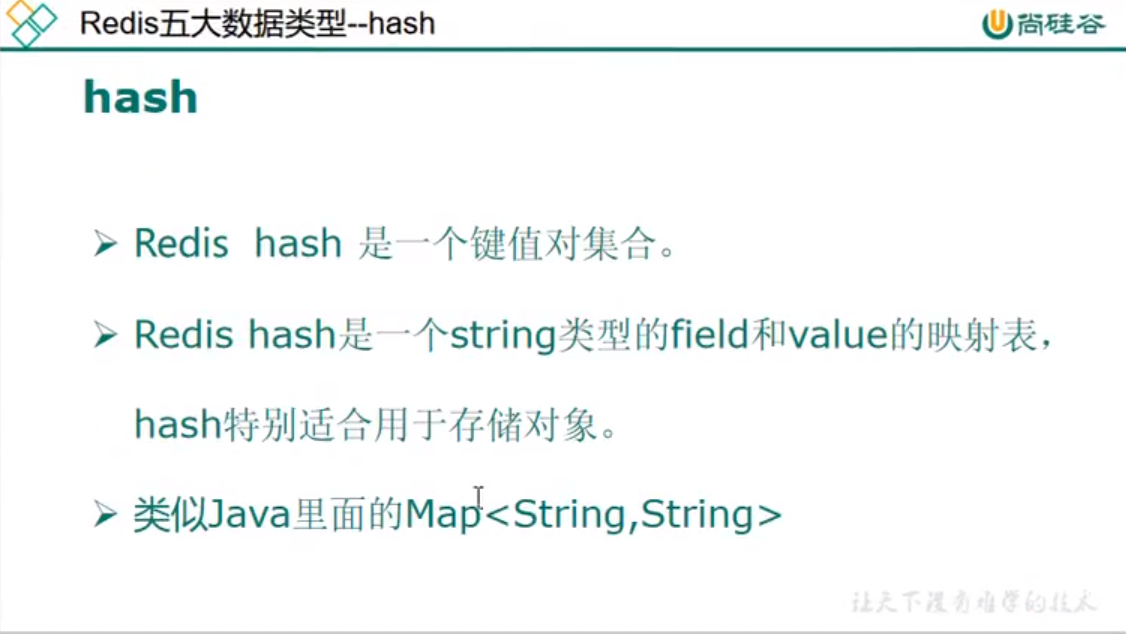 Redis五大数据类型--hash
尚硅谷
hash
Redis hash 是一个键值对集合。
Redis hash是一个string类型的field和value的映射表，
hash特别适合用于存储对象。
类似Java里面的Map<String,String>
让天下没有难学的技术